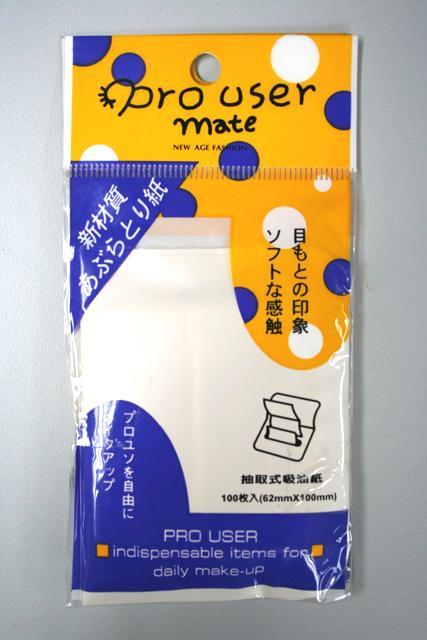 pro user
mate
NEW AGE FASHION
新材質
あぶらとり紙
目もとの印象
ソフトな感触
プロユソを自由に
アップ
抽取式吸油紙
100枚入(62mmX100mm)
PRO USER
indispensable items for
daily make-up